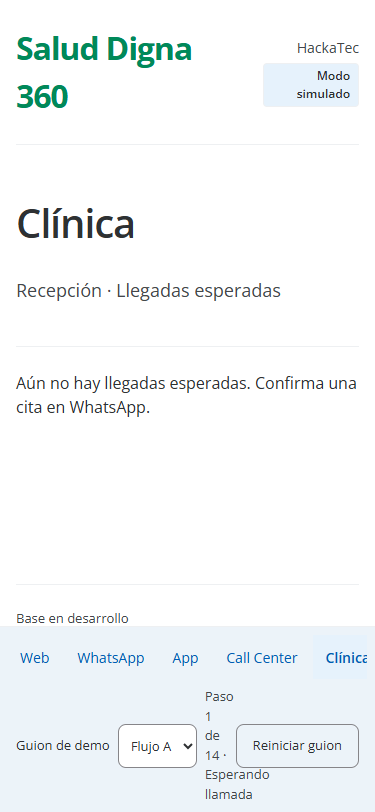 Salud Digna
360
HackaTec
Modo
simulado
Clínica
Recepción · Llegadas esperadas
Aún no hay llegadas esperadas. Confirma una
cita en WhatsApp.
Base en desarrollo
Web WhatsApp App Call Center Clínica
Guion de demo Flujo A Paso
1
de
14 ·
Esperando
llamada
Reiniciar guion